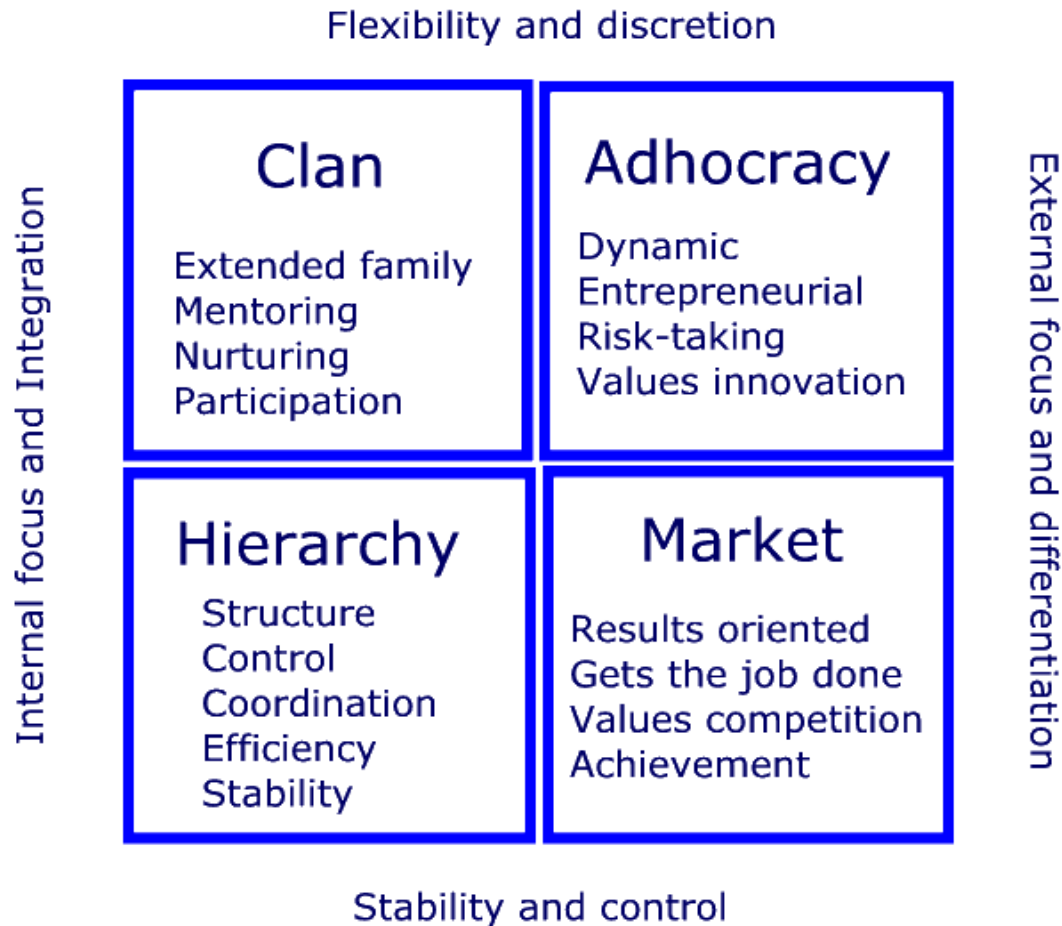 Flexibility and discretion
Internal focus and Integration
Clan
Extended family
Mentoring
Nurturing
Participation
Adhocracy
Dynamic
Entrepreneurial
Risk-taking
Values innovation
External focus and differentiation
Hierarchy
Structure
Control
Coordination
Efficiency
Stability
Market
Results oriented
Gets the job done
Values competition
Achievement
Stability and control